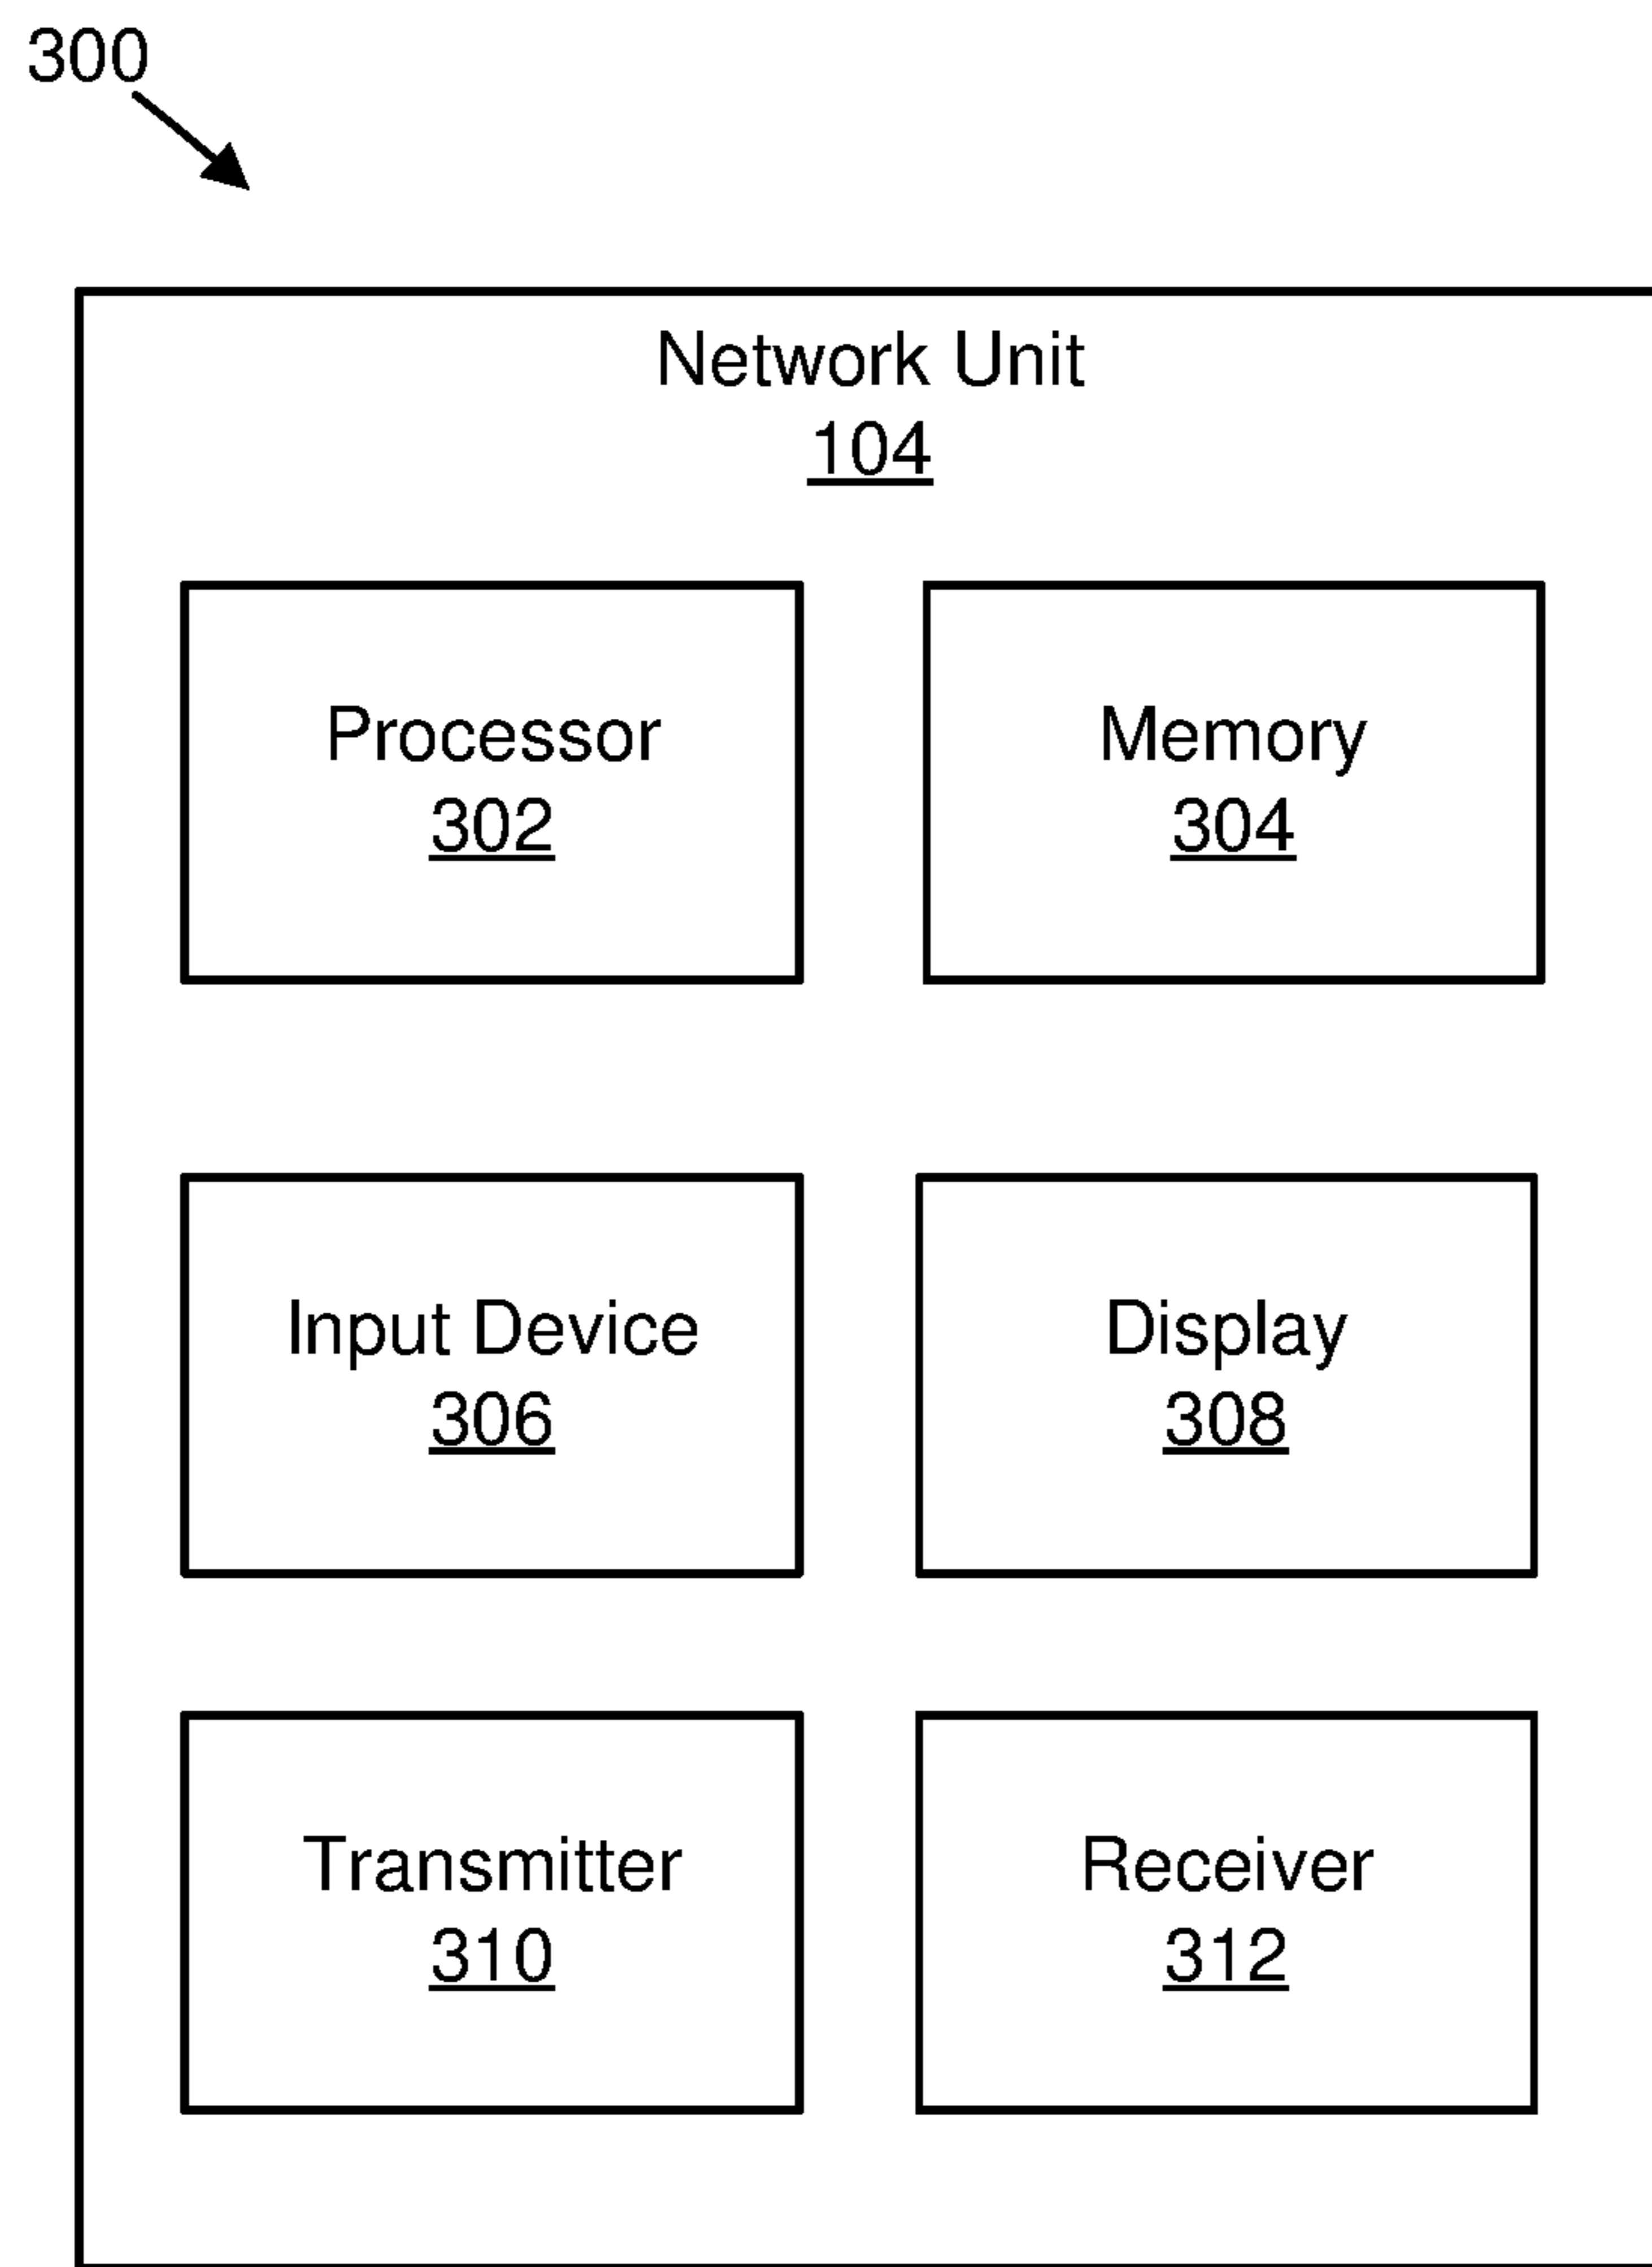 300
Network Unit
104
Processor
302
Memory
304
Input Device
306
Display
308
Transmitter
310
Receiver
312